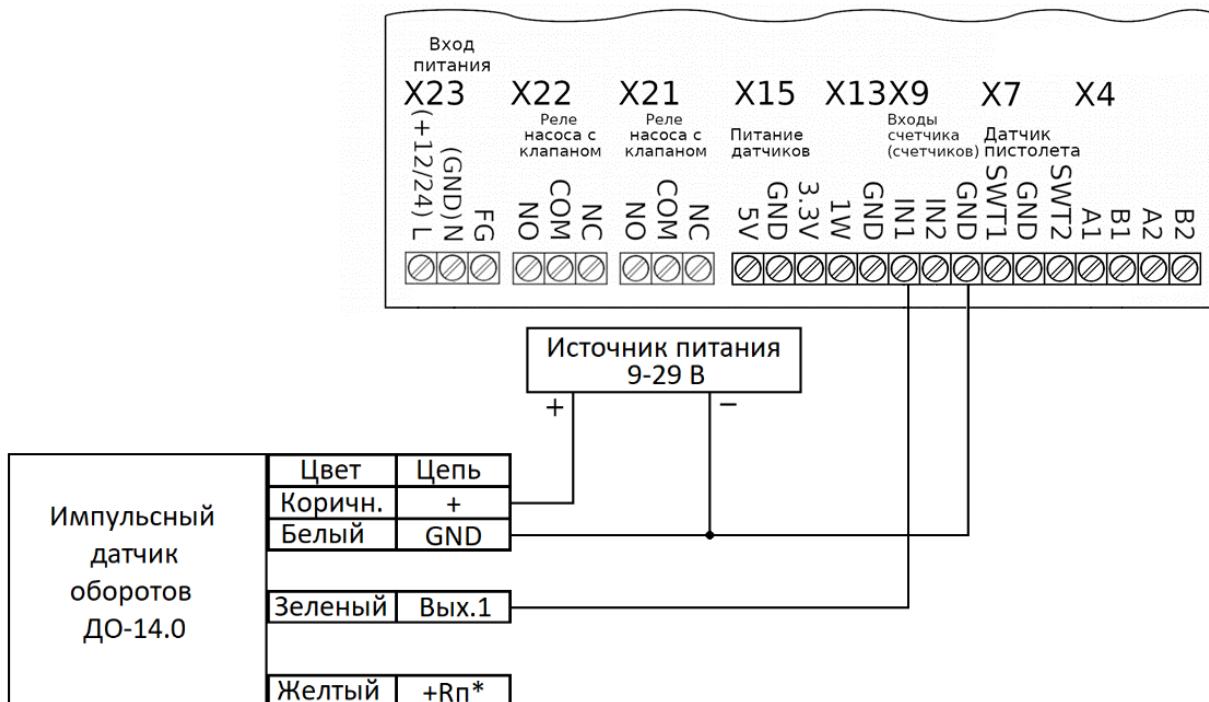 Вход
питания
X23 X22 X21 X15 X13 X9 X7 X4
Реле
насоса с
клапаном
Реле
насоса с
клапаном
Питание
датчиков
Входы
счетчика
(счетчиков)
Датчик
пистолета
(+12/24) L
(GND) N
FG
NO
COM
NC
NO
COM
NC
5V
GND
3.3V
1W
GND
IN1
IN2
GND
SWT1
GND
SWT2
A1
B1
A2
B2
Источник питания
9-29 В
+ −
Импульсный
датчик
оборотов
ДО-14.0
Цвет Цепь
Коричн. +
Белый GND
Зеленый Вых.1
Желтый +Rп*